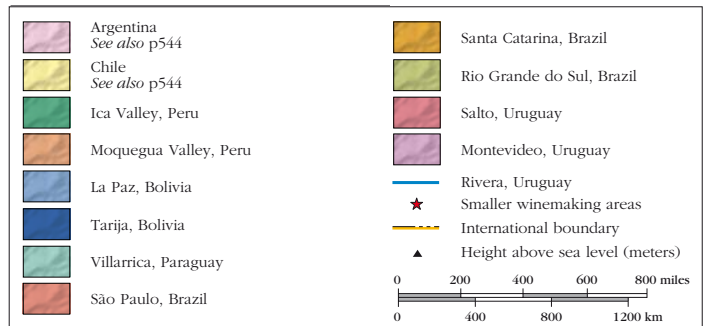 Argentina
See also p544
Chile
See also p544
Ica Valley, Peru
Moquegua Valley, Peru
La Paz, Bolivia
Tarija, Bolivia
Villarrica, Paraguay
São Paulo, Brazil
Santa Catarina, Brazil
Rio Grande do Sul, Brazil
Salto, Uruguay
Montevideo, Uruguay
Rivera, Uruguay
Smaller winemaking areas
International boundary
Height above sea level (meters)
0 200 400 600 800 miles
0 400 800 1200 km